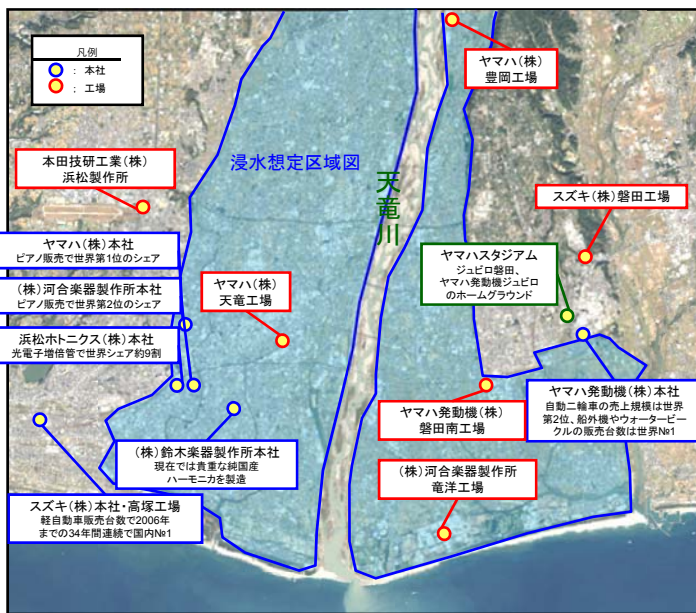 凡例
： 本社
： 工場
ヤマハ（株）
豊岡工場
浸水想定区域図
本田技研工業（株）
浜松製作所
天竜川
スズキ（株）磐田工場
ヤマハ（株）本社
ピアノ販売で世界第1位のシェア
ヤマハスタジアム
ジュビロ磐田、
ヤマハ発動機ジュビロ
のホームグラウンド
（株）河合楽器製作所本社
ピアノ販売で世界第2位のシェア
ヤマハ（株）
天竜工場
浜松ホトニクス（株）本社
光電子増倍管で世界シェア約9割
ヤマハ発動機（株）本社
自動二輪車の売上規模は世界
第2位、船外機やウォータービー
クルの販売台数は世界№1
ヤマハ発動機（株）
磐田南工場
（株）鈴木楽器製作所本社
現在では貴重な純国産
ハーモニカを製造
（株）河合楽器製作所
竜洋工場
スズキ（株）本社・高塚工場
軽自動車販売台数で2006年
までの34年間連続で国内№1